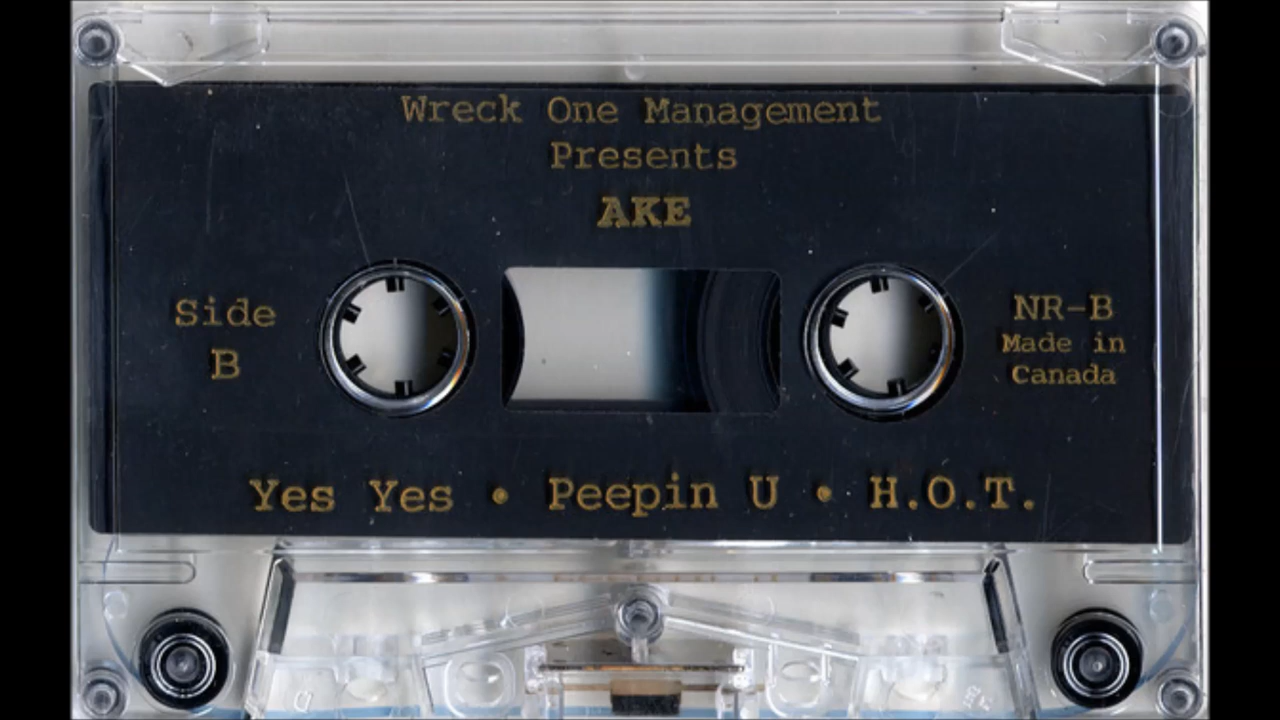 Wreck One Management
Presents
AKE
Side
B
NR-B
Made in
Canada
Yes Yes • Peepin U • H.O.T.